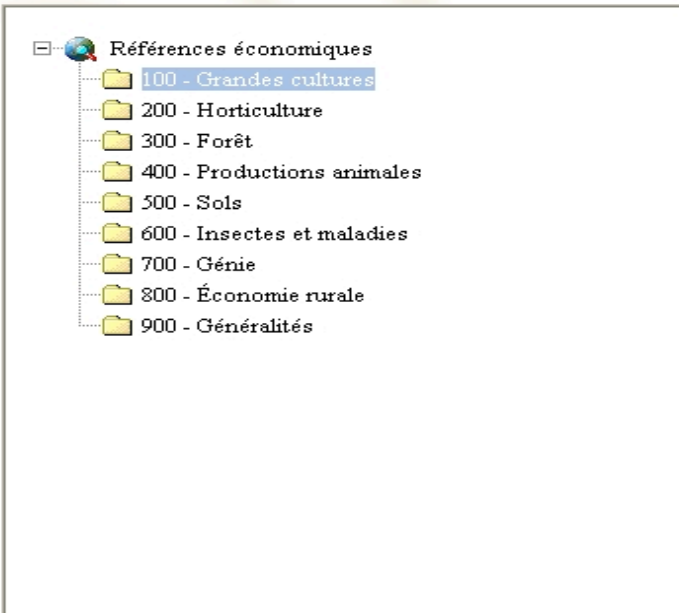 Références économiques
100 - Grandes cultures
200 - Horticulture
300 - Forêt
400 - Productions animales
500 - Sols
600 - Insectes et maladies
700 - Génie
800 - Économie rurale
900 - Généralités